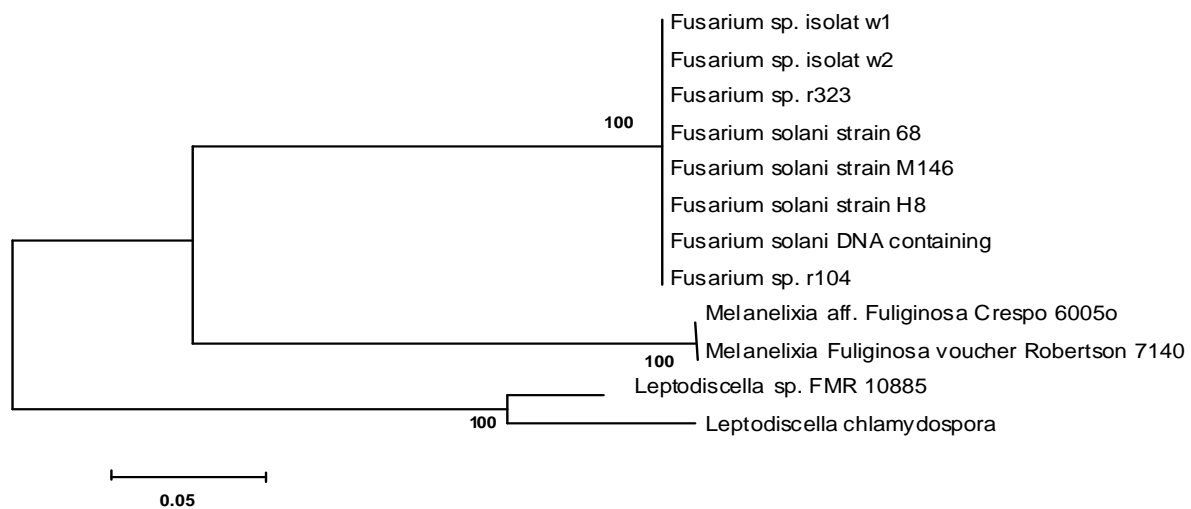 Fusarium sp. isolat w1
Fusarium sp. isolat w2
Fusarium sp. r323
100
Fusarium solani strain 68
Fusarium solani strain M146
Fusarium solani strain H8
Fusarium solani DNA containing
Fusarium sp. r104
Melanelixia aff. Fuliginosa Crespo 6005o
Melanelixia Fuliginosa voucher Robertson 7140
100
Leptodiscella sp. FMR 10885
Leptodiscella chlamydospora
100
0.05